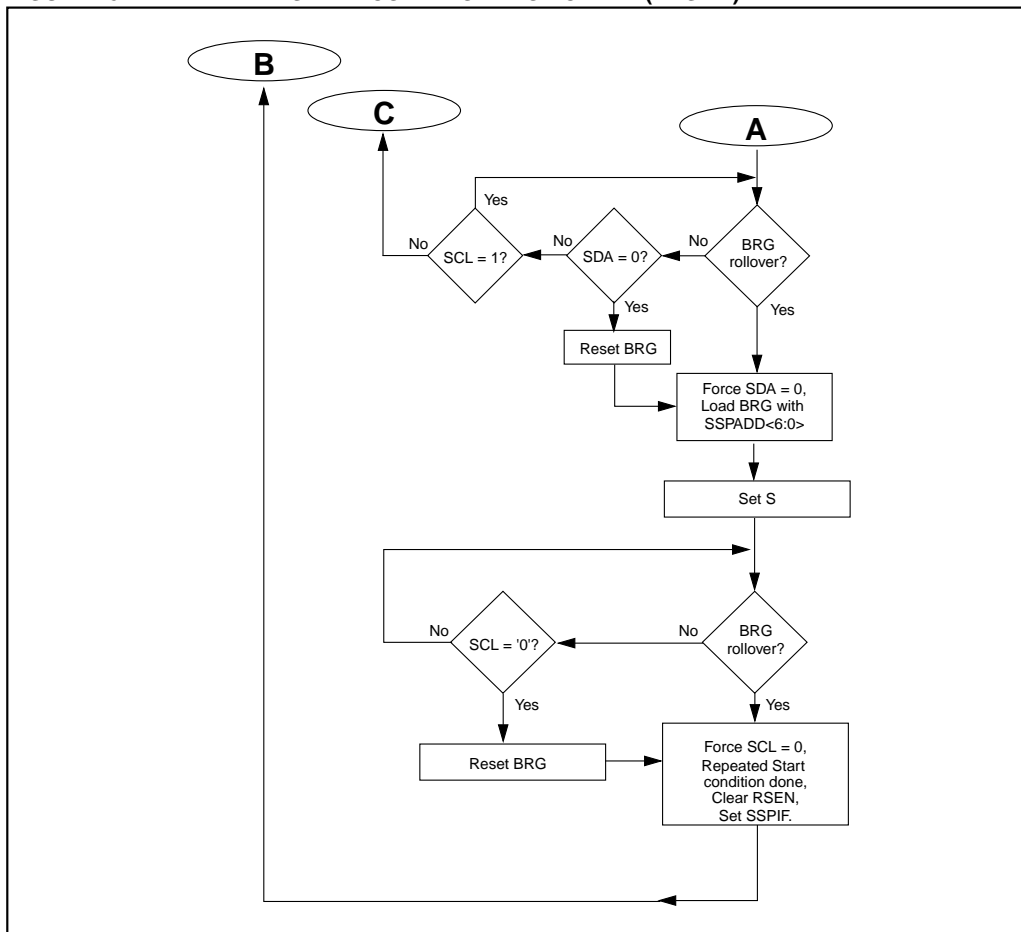 B
C
A
Yes
No
SCL = 1?
No
SDA = 0?
No
BRG
rollover?
Yes
Yes
Reset BRG
Force SDA = 0,
Load BRG with
SSPADD<6:0>
Set S
No
SCL = '0'?
No
BRG
rollover?
Yes
Yes
Reset BRG
Force SCL = 0,
Repeated Start
condition done,
Clear RSEN,
Set SSPIF.